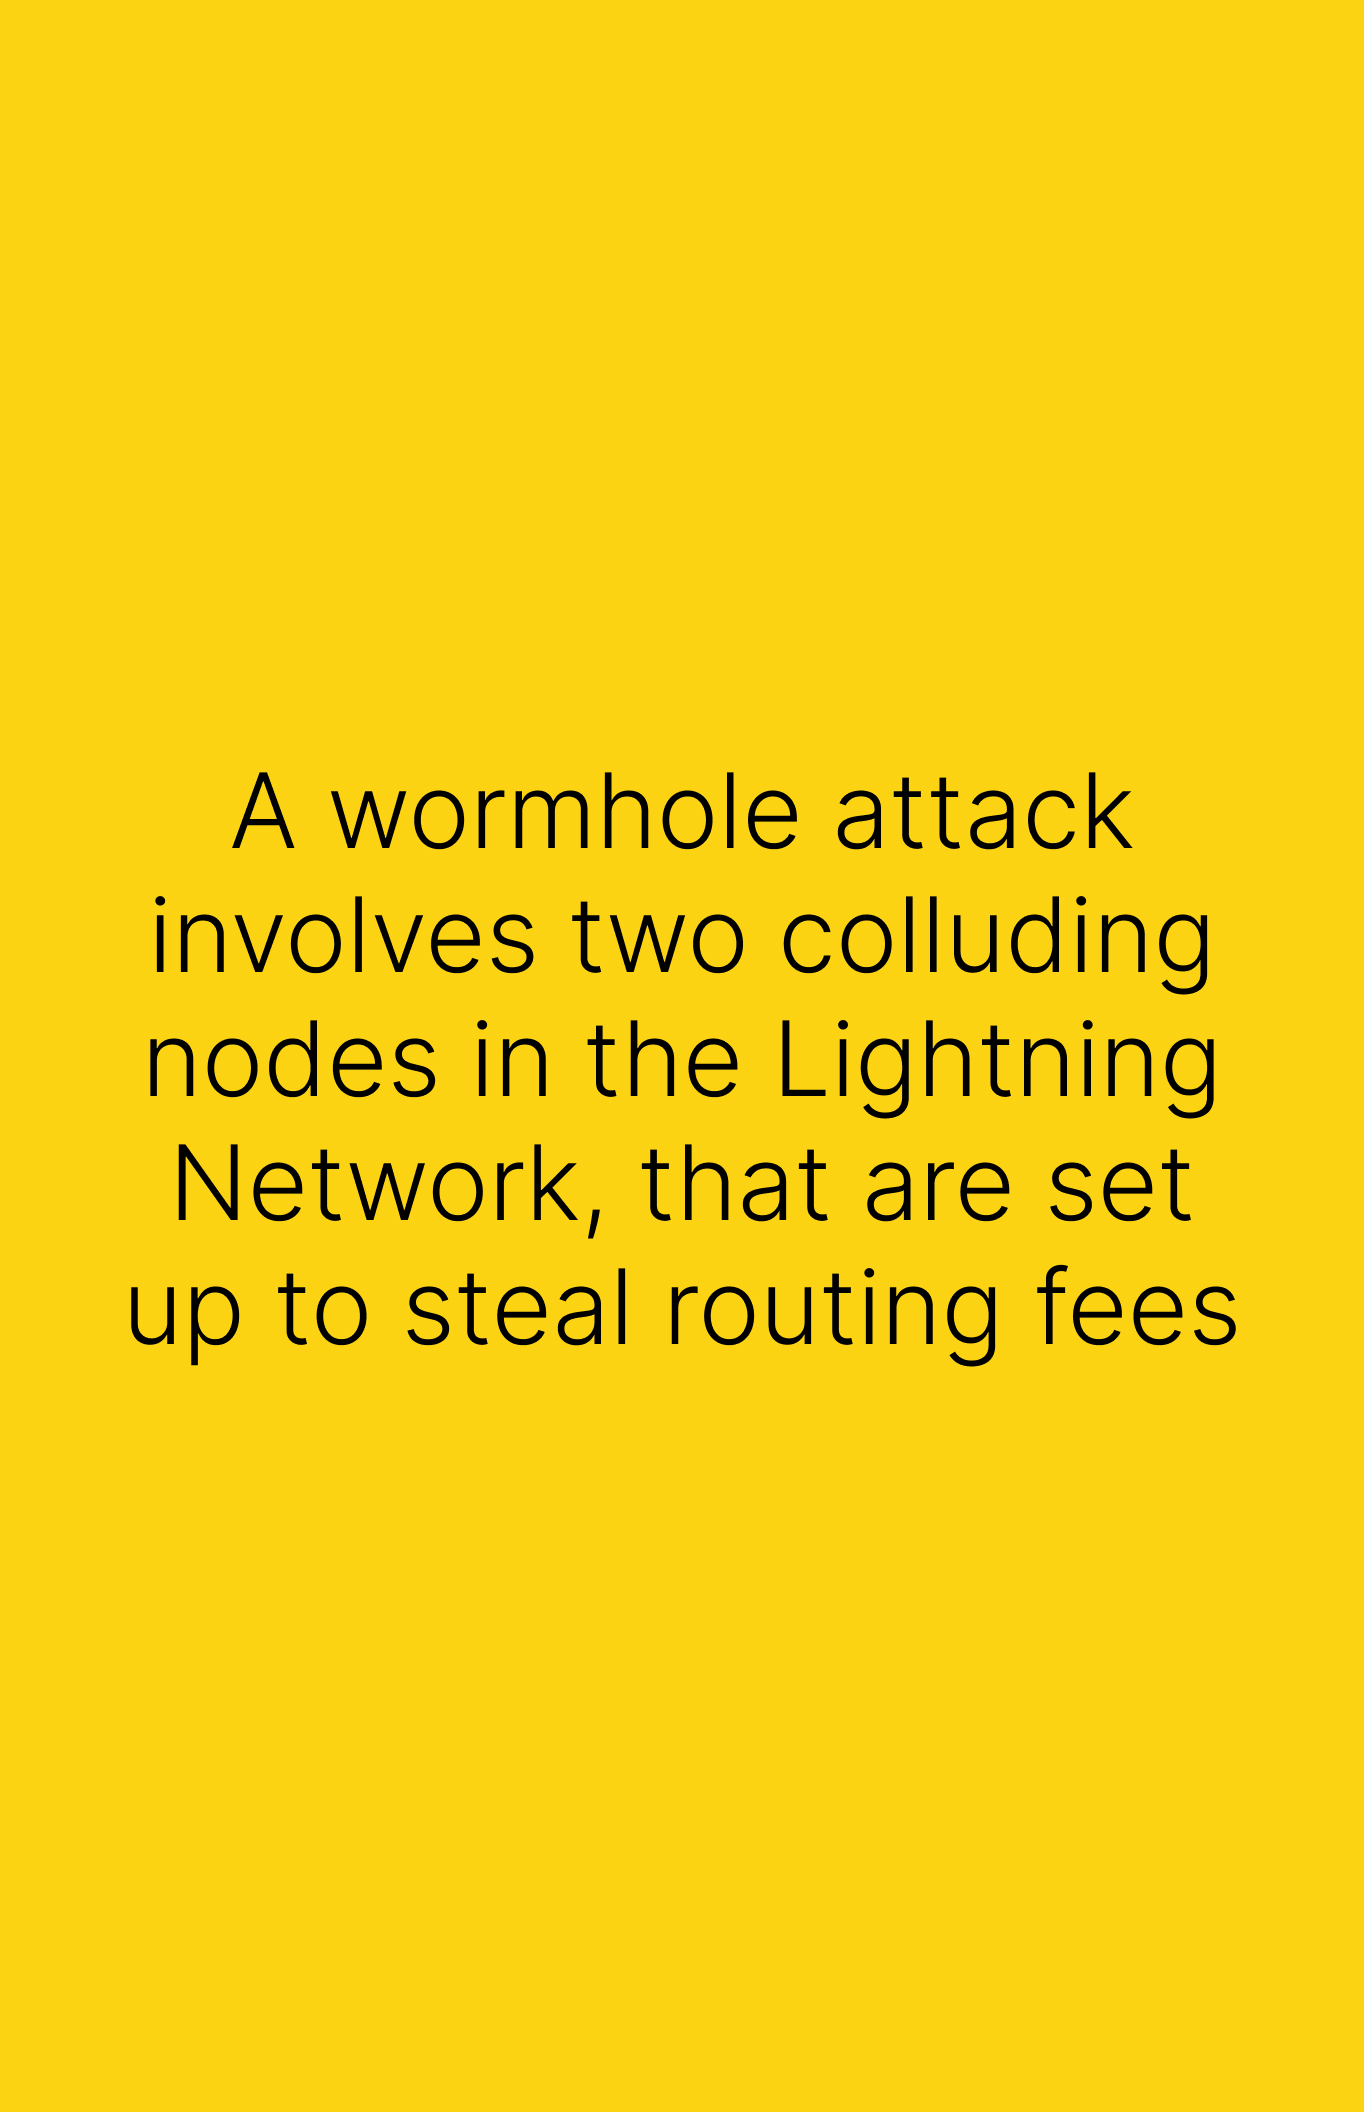 A wormhole attack
involves two colluding
nodes in the Lightning
Network, that are set
up to steal routing fees